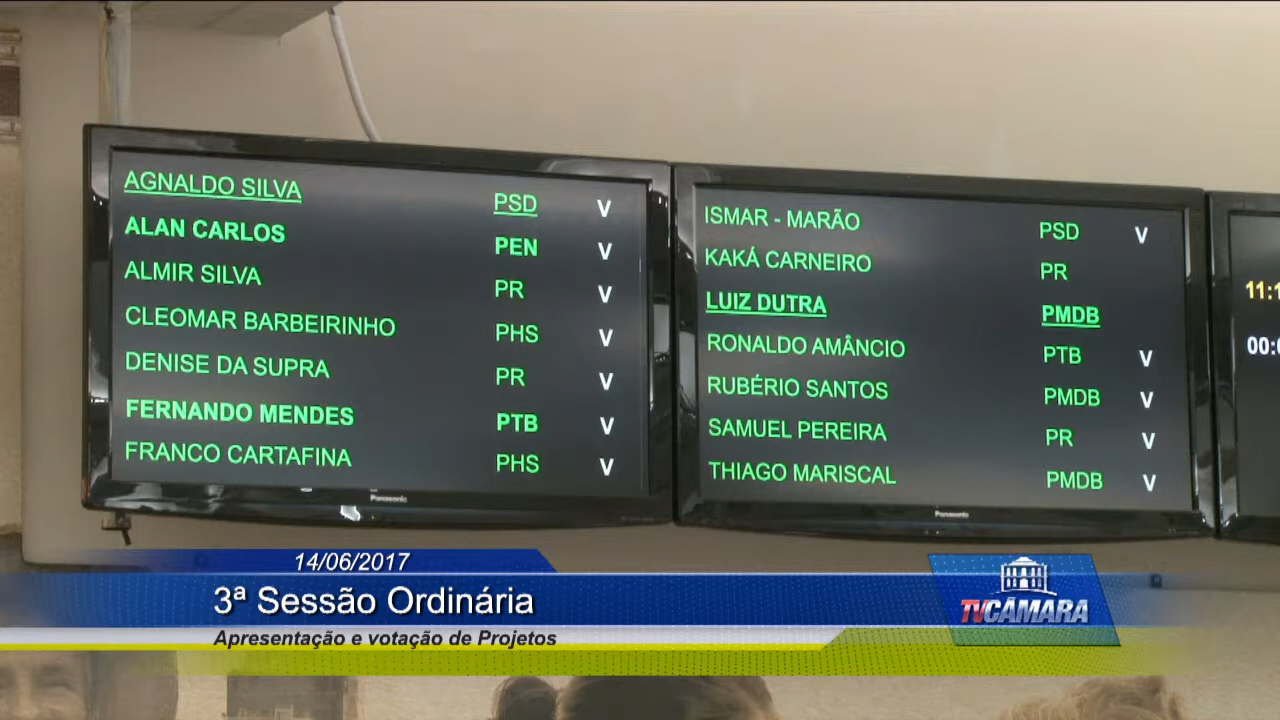 AGNALDO SILVA PSD V
ALAN CARLOS PEN V
ALMIR SILVA PR V
CLEOMAR BARBEIRINHO PHS V
DENISE DA SUPRA PR V
FERNANDO MENDES PTB V
FRANCO CARTAFINA PHS V
Panasonic
ISMAR - MARÃO PSD V
KAKÁ CARNEIRO PR
LUIZ DUTRA PMDB
RONALDO AMÂNCIO PTB V
RUBÉRIO SANTOS PMDB V
SAMUEL PEREIRA PR V
THIAGO MARISCAL PMDB V
Panasonic
14/06/2017
3ª Sessão Ordinária
Apresentação e votação de Projetos
TVCÂMARA